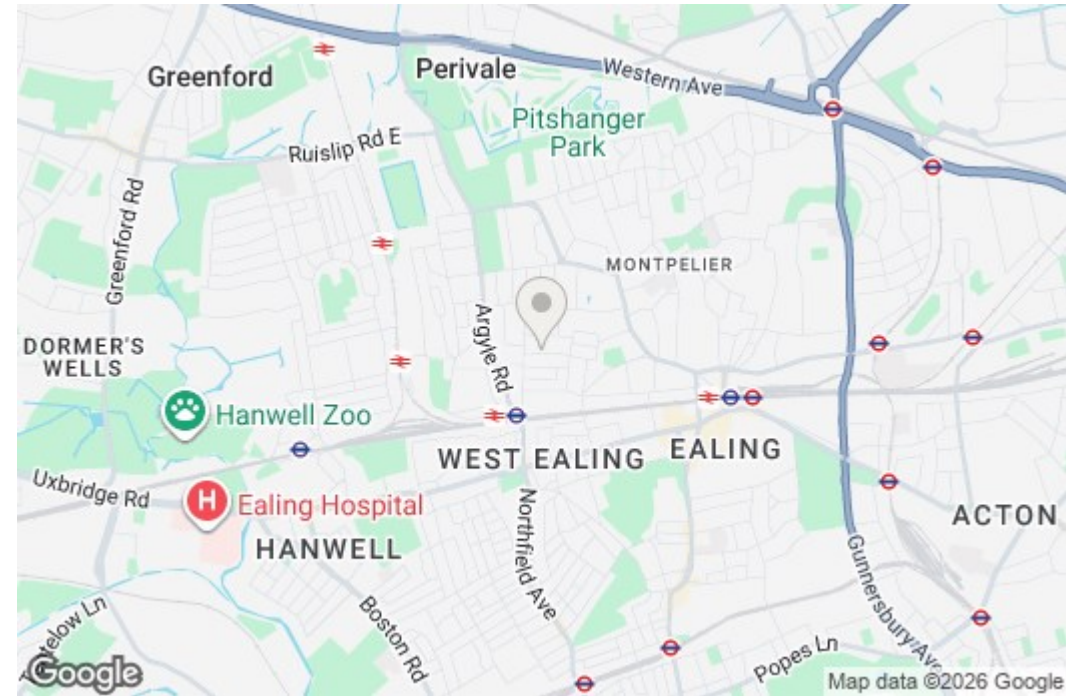 Greenford
Perivale
Western Ave
Pitshanger
Park
Ruislip Rd E
Greenford Rd
MONTPELIER
Argyle Rd
DORMER'S
WELLS
Hanwell Zoo
WEST EALING
EALING
Uxbridge Rd
H
Ealing Hospital
ACTON
HANWELL
Northfield Ave
Gunnersbury Ave
Boston Rd
Popes Ln
Google
Map data ©2026 Google